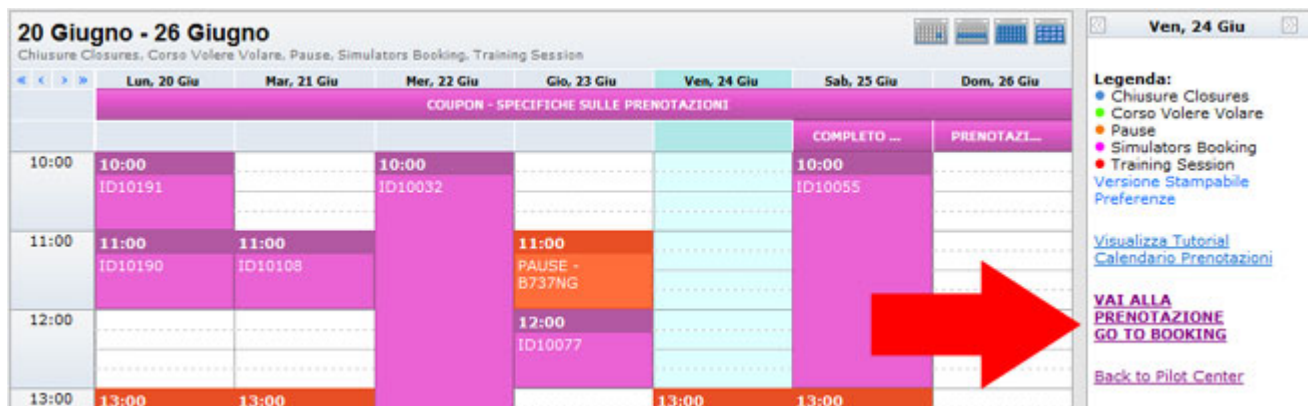 20 Giugno - 26 Giugno
Chiusure Closures, Corso Volere Volare, Pause, Simulators Booking, Training Session
« < > » Lun, 20 Giu Mar, 21 Giu Mer, 22 Giu Gio, 23 Giu Ven, 24 Giu Sab, 25 Giu Dom, 26 Giu
COUPON - SPECIFICHE SULLE PRENOTAZIONI
COMPLETO ... PRENOTAZI...
10:00 10:00 10:00 10:00
ID10191 ID10032 ID10055
11:00 11:00 11:00 11:00
ID10190 ID10108 PAUSE -
B737NG
12:00 12:00
ID10077
13:00 13:00 13:00 13:00 13:00
Ven, 24 Giu
Legenda:
Chiusure Closures
Corso Volere Volare
Pause
Simulators Booking
Training Session
Versione Stampabile
Preferenze
Visualizza Tutorial
Calendario Prenotazioni
VAI ALLA
PRENOTAZIONE
GO TO BOOKING
Back to Pilot Center